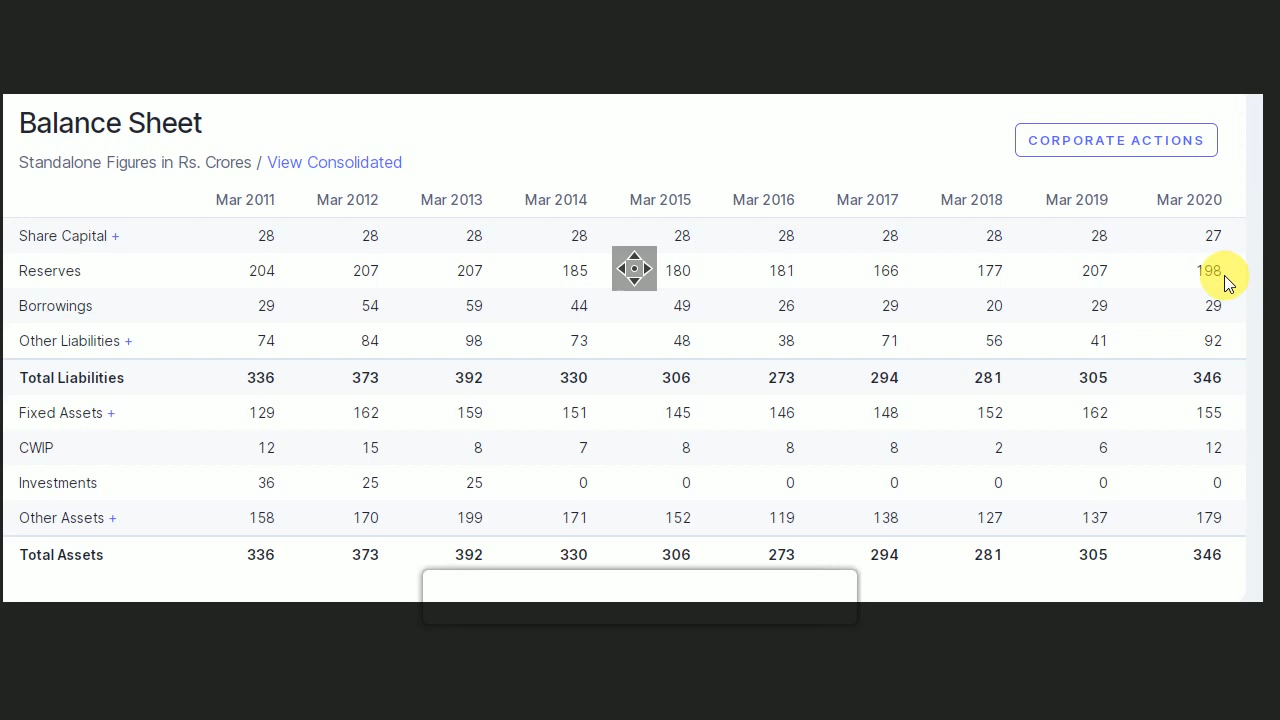 Balance Sheet
CORPORATE ACTIONS
Standalone Figures in Rs. Crores / View Consolidated
Mar 2011 Mar 2012 Mar 2013 Mar 2014 Mar 2015 Mar 2016 Mar 2017 Mar 2018 Mar 2019 Mar 2020
Share Capital + 28 28 28 28 28 28 28 28 28 27
Reserves 204 207 207 185 180 181 166 177 207 198
Borrowings 29 54 59 44 49 26 29 20 29 29
Other Liabilities + 74 84 98 73 48 38 71 56 41 92
Total Liabilities 336 373 392 330 306 273 294 281 305 346
Fixed Assets + 129 162 159 151 145 146 148 152 162 155
CWIP 12 15 8 7 8 8 8 2 6 12
Investments 36 25 25 0 0 0 0 0 0 0
Other Assets + 158 170 199 171 152 119 138 127 137 179
Total Assets 336 373 392 330 306 273 294 281 305 346